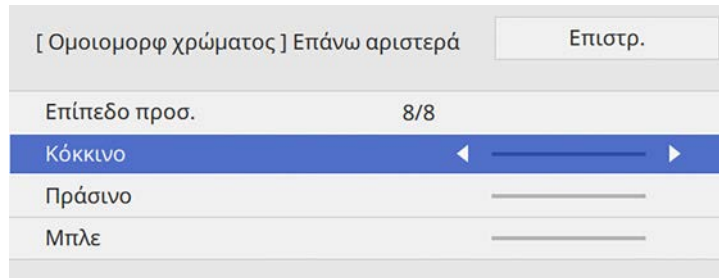 [ Ομοιομορφ χρώματος ] Επάνω αριστερά Επιστρ.
Επίπεδο προσ. 8/8
Κόκκινο
Πράσινο
Μπλε